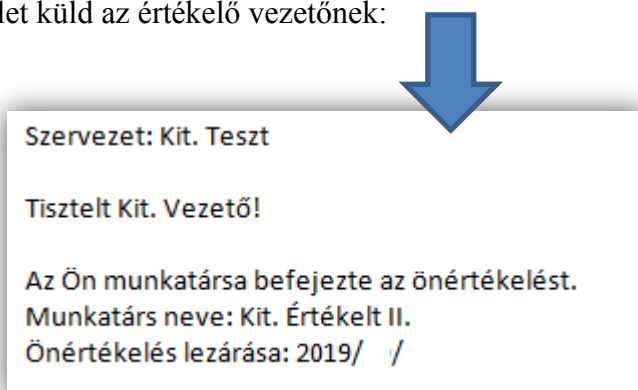 let küld az értékelő vezetőnek:
Szervezet: Kit. Teszt
Tisztelt Kit. Vezető!
Az Ön munkatársa befejezte az önértékelést.
Munkatárs neve: Kit. Értékelt II.
Önértékelés lezárása: 2019/ /